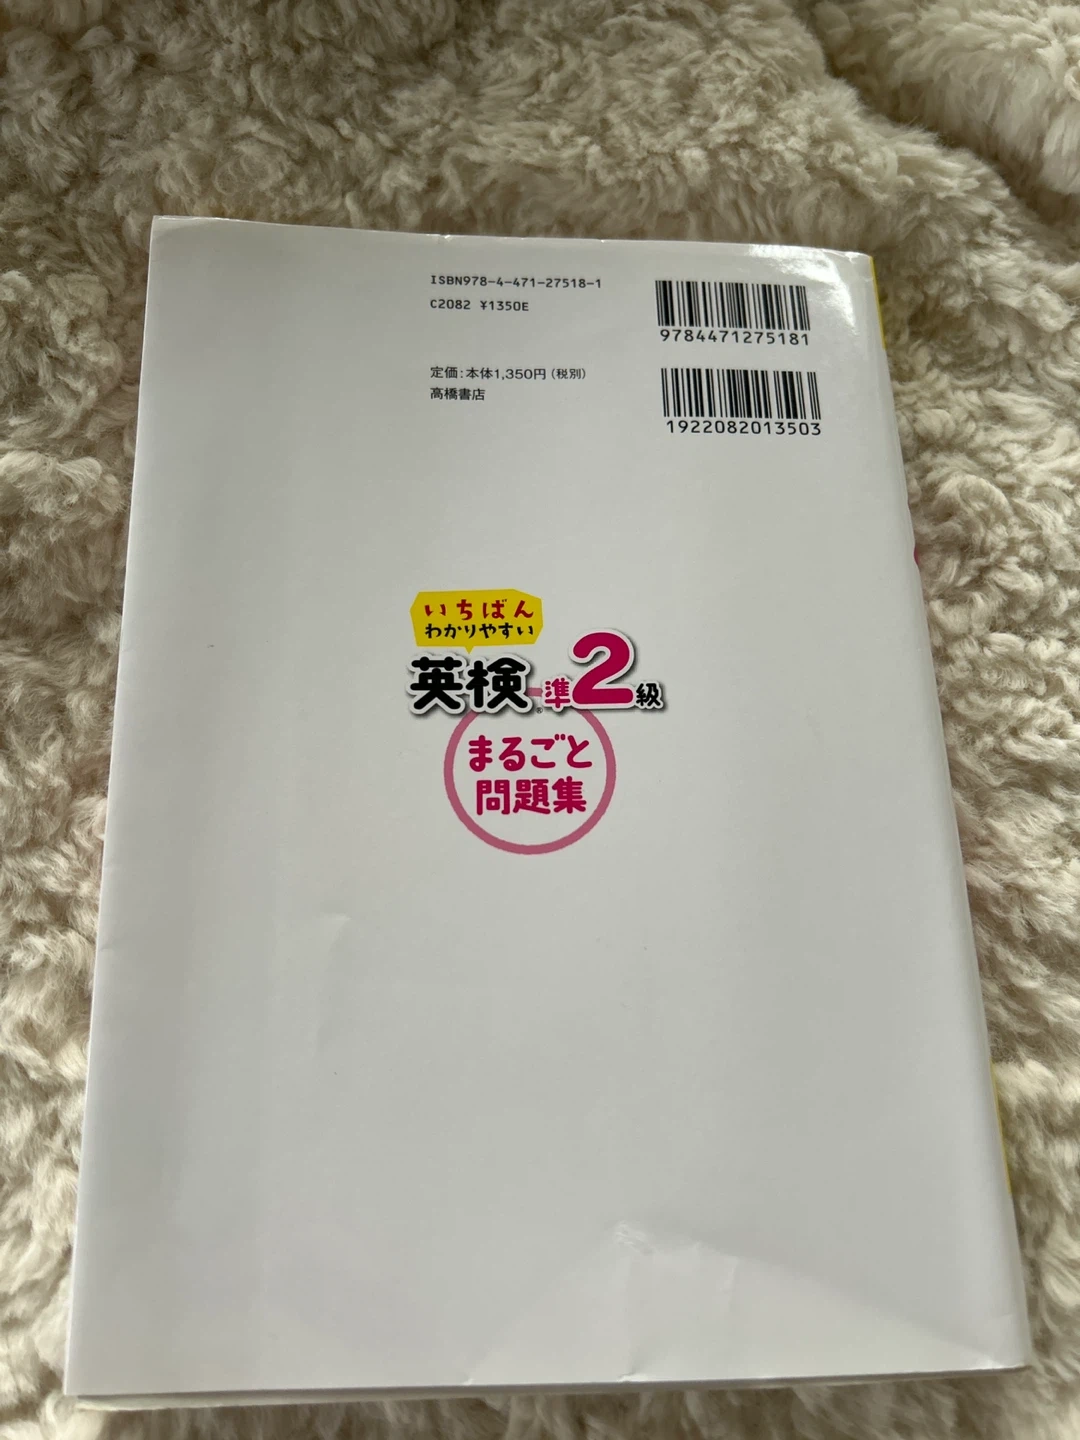 ISBN978-4-471-27518-1
C2082 ¥1350E
9784471275181
定価：本体1,350円（税別）
高橋書店
1922082013503
いちばん
わかりやすい
英検®準2級
まるごと
問題集